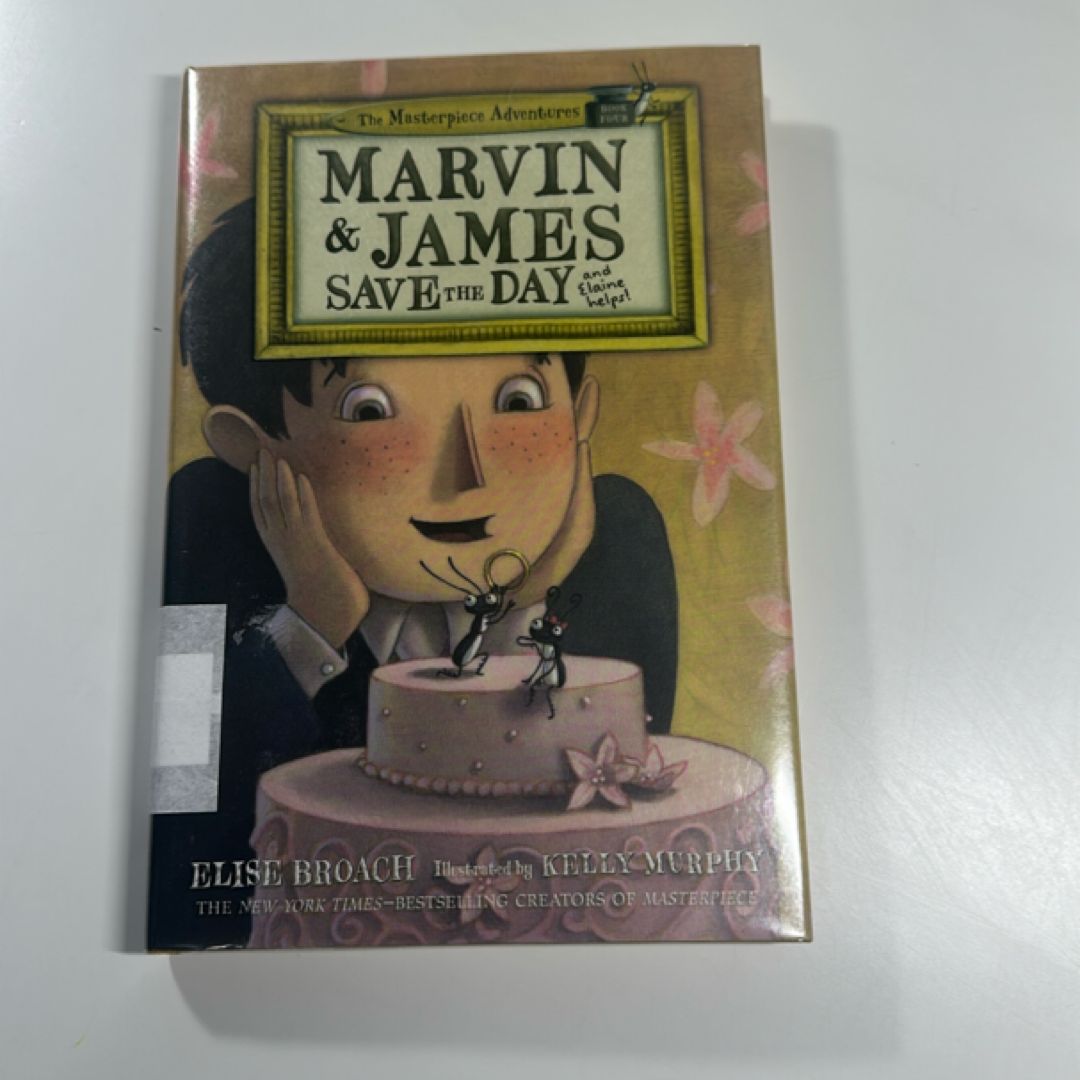 The Masterpiece Adventures
BOOK
FOUR
MARVIN
& JAMES
SAVE THE DAY
and
Elaine
helps!
ELISE BROACH Illustrated by KELLY MURPHY
THE NEW YORK TIMES–BESTSELLING CREATORS OF MASTERPIECE